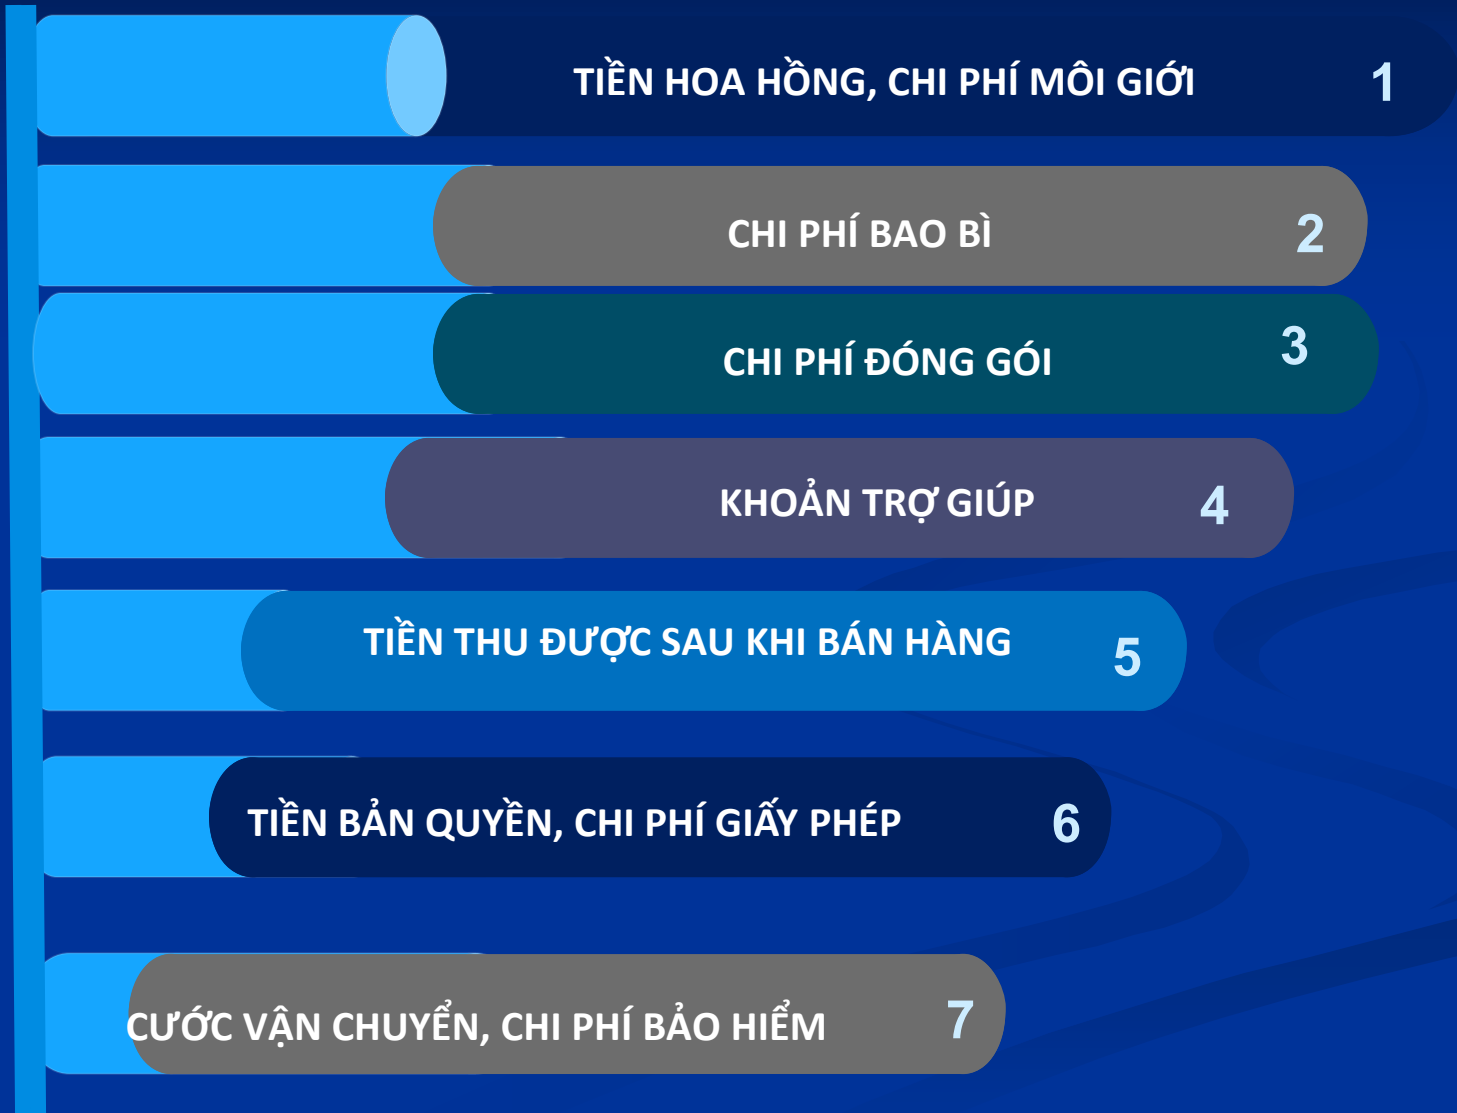 TIỀN HOA HỒNG, CHI PHÍ MÔI GIỚI 1
CHI PHÍ BAO BÌ 2
CHI PHÍ ĐÓNG GÓI 3
KHOẢN TRỢ GIÚP 4
TIỀN THU ĐƯỢC SAU KHI BÁN HÀNG 5
TIỀN BẢN QUYỀN, CHI PHÍ GIẤY PHÉP 6
CƯỚC VẬN CHUYỂN, CHI PHÍ BẢO HIỂM 7